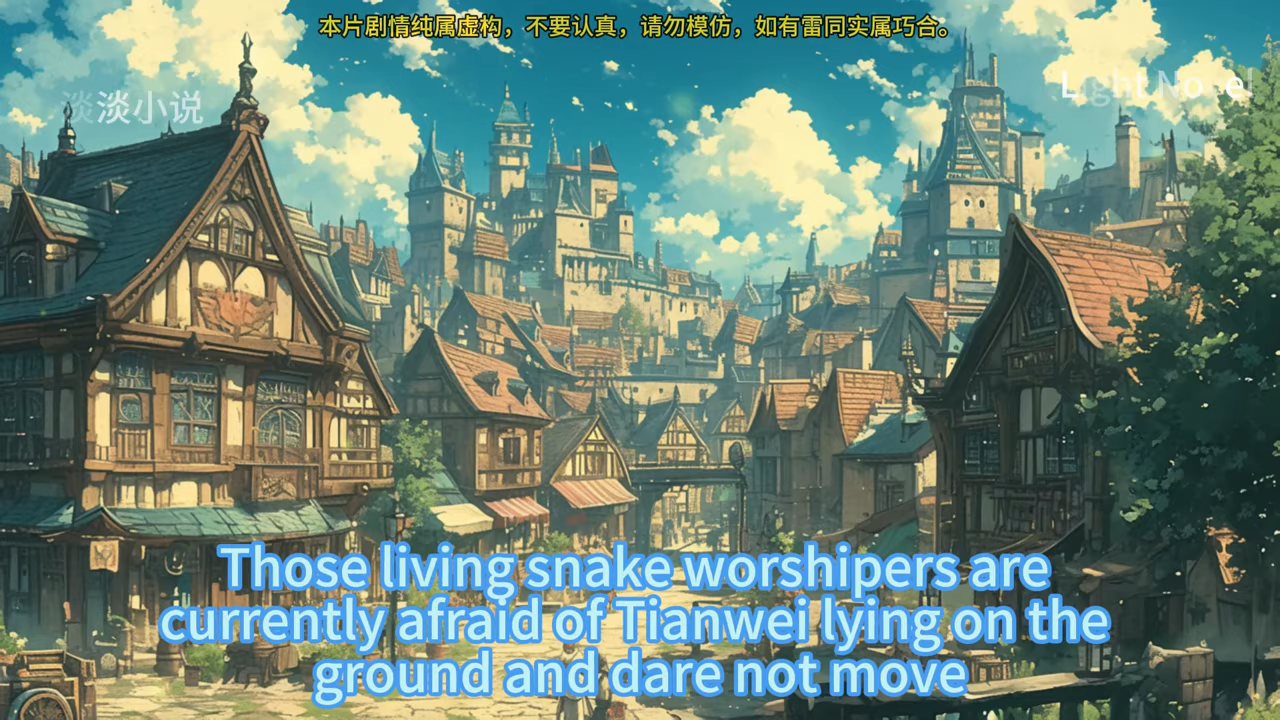 本片剧情纯属虚构，不要认真，请勿模仿，如有雷同实属巧合。
淡淡小说
Light Novel
Those living snake worshipers are
currently afraid of Tianwei lying on the
ground and dare not move